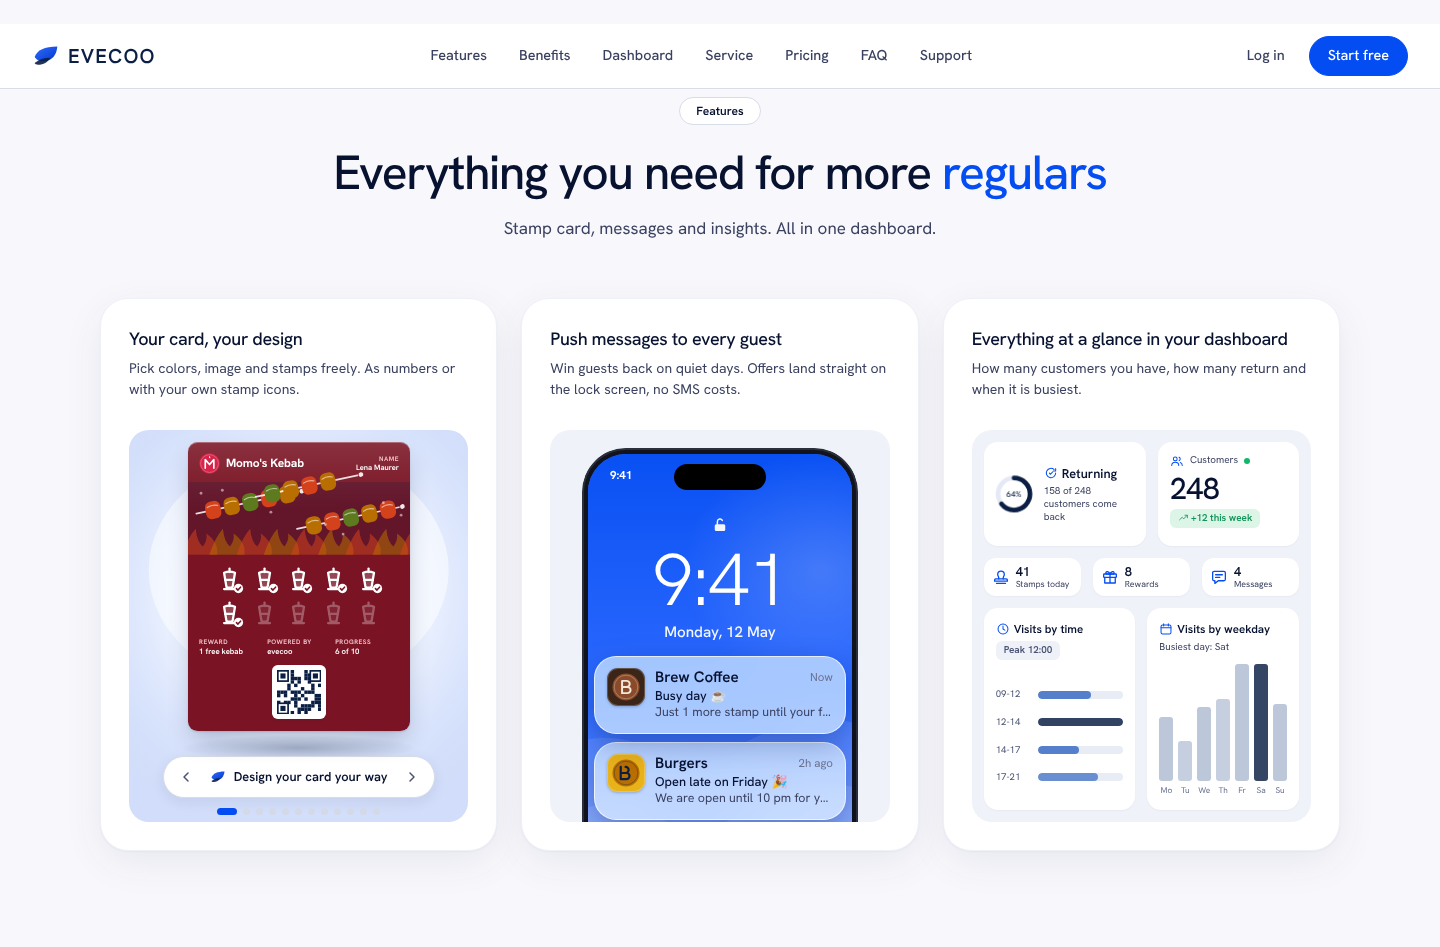 EVECOO
Features
Benefits
Dashboard
Service
Pricing
FAQ
Support
Log in
Start free
Features
Everything you need for more regulars
Stamp card, messages and insights. All in one dashboard.
Your card, your design
Pick colors, image and stamps freely. As numbers or
with your own stamp icons.
M
Momo's Kebab
NAME
Lena Maurer
REWARD
1 free kebab
POWERED BY
evecoo
PROGRESS
6 of 10
Design your card your way
Push messages to every guest
Win guests back on quiet days. Offers land straight on
the lock screen, no SMS costs.
9:41
9:41
Monday, 12 May
B
Brew Coffee
Now
Busy day ☕
Just 1 more stamp until your f...
B
Burgers
2h ago
Open late on Friday 🎉
We are open until 10 pm for y...
Everything at a glance in your dashboard
How many customers you have, how many return and
when it is busiest.
64%
Returning
158 of 248
customers come
back
Customers
248
+12 this week
41
Stamps today
8
Rewards
4
Messages
Visits by time
Peak 12:00
09-12
12-14
14-17
17-21
Visits by weekday
Busiest day: Sat
Mo
Tu
We
Th
Fr
Sa
Su